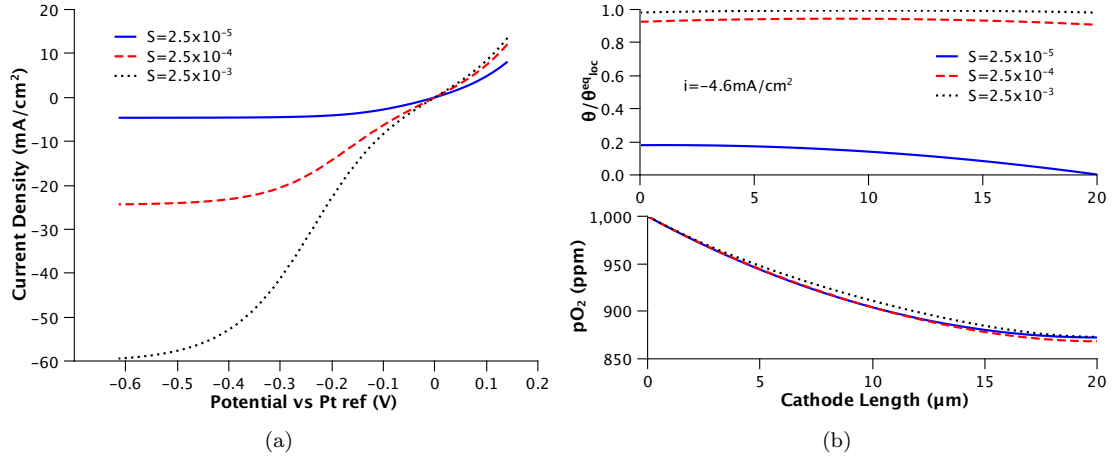 20
10
0
−10
−20
−30
−40
−50
−60
Current Density (mA/cm²)
S=2.5x10⁻⁵
S=2.5x10⁻⁴
S=2.5x10⁻³
−0.6 −0.5 −0.4 −0.3 −0.2 −0.1 0 0.1 0.2
Potential vs Pt ref (V)
(a)
1.0
0.8
0.6
0.4
0.2
0.0
θ/θ^eq_loc
S=2.5x10⁻⁵
S=2.5x10⁻⁴
S=2.5x10⁻³
i=−4.6mA/cm²
0 5 10 15 20
1,000
950
900
850
pO₂ (ppm)
0 5 10 15 20
Cathode Length (μm)
(b)